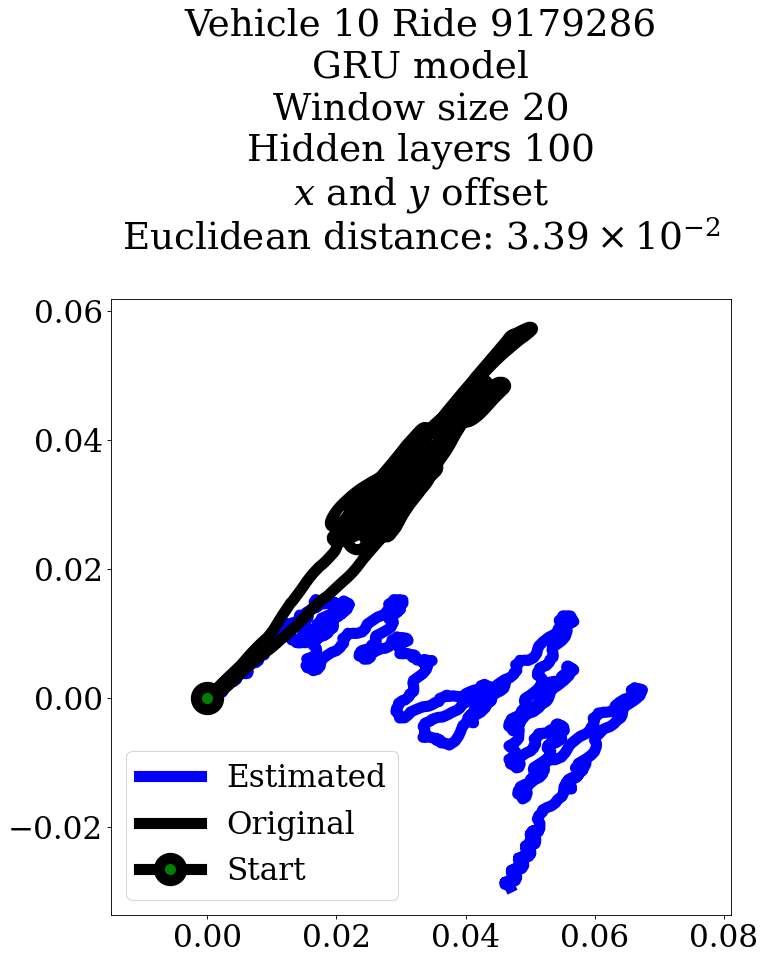 Vehicle 10 Ride 9179286
GRU model
Window size 20
Hidden layers 100
x and y offset
Euclidean distance: 3.39 × 10⁻²
0.06
0.04
0.02
0.00
−0.02
Estimated
Original
Start
0.00 0.02 0.04 0.06 0.08